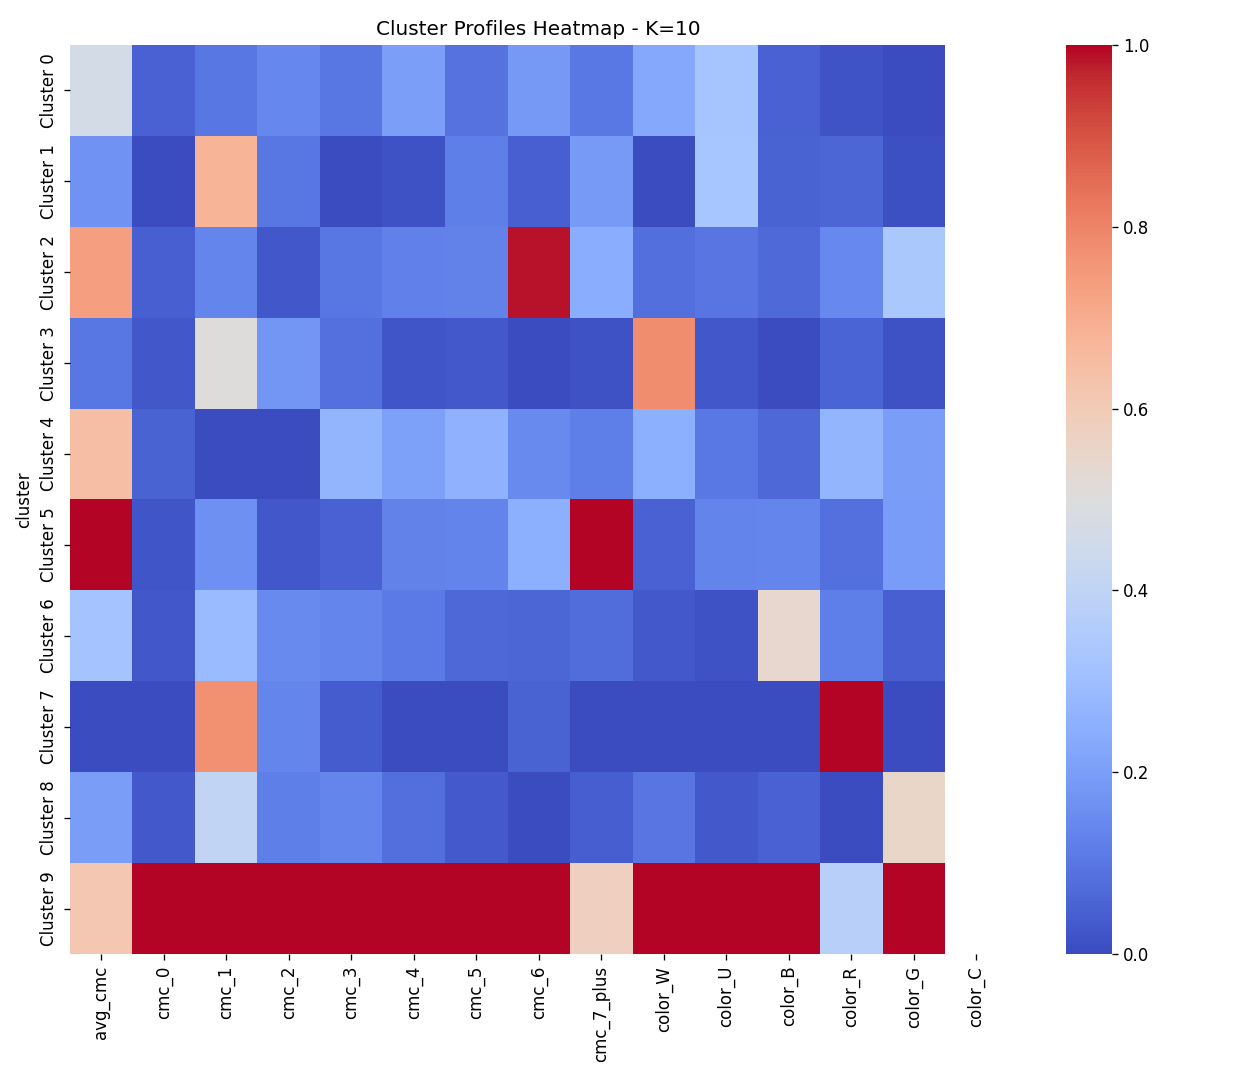 Cluster Profiles Heatmap - K=10
cluster
Cluster 0
Cluster 1
Cluster 2
Cluster 3
Cluster 4
Cluster 5
Cluster 6
Cluster 7
Cluster 8
Cluster 9
avg_cmc
cmc_0
cmc_1
cmc_2
cmc_3
cmc_4
cmc_5
cmc_6
cmc_7_plus
color_W
color_U
color_B
color_R
color_G
color_C
1.0
0.8
0.6
0.4
0.2
0.0